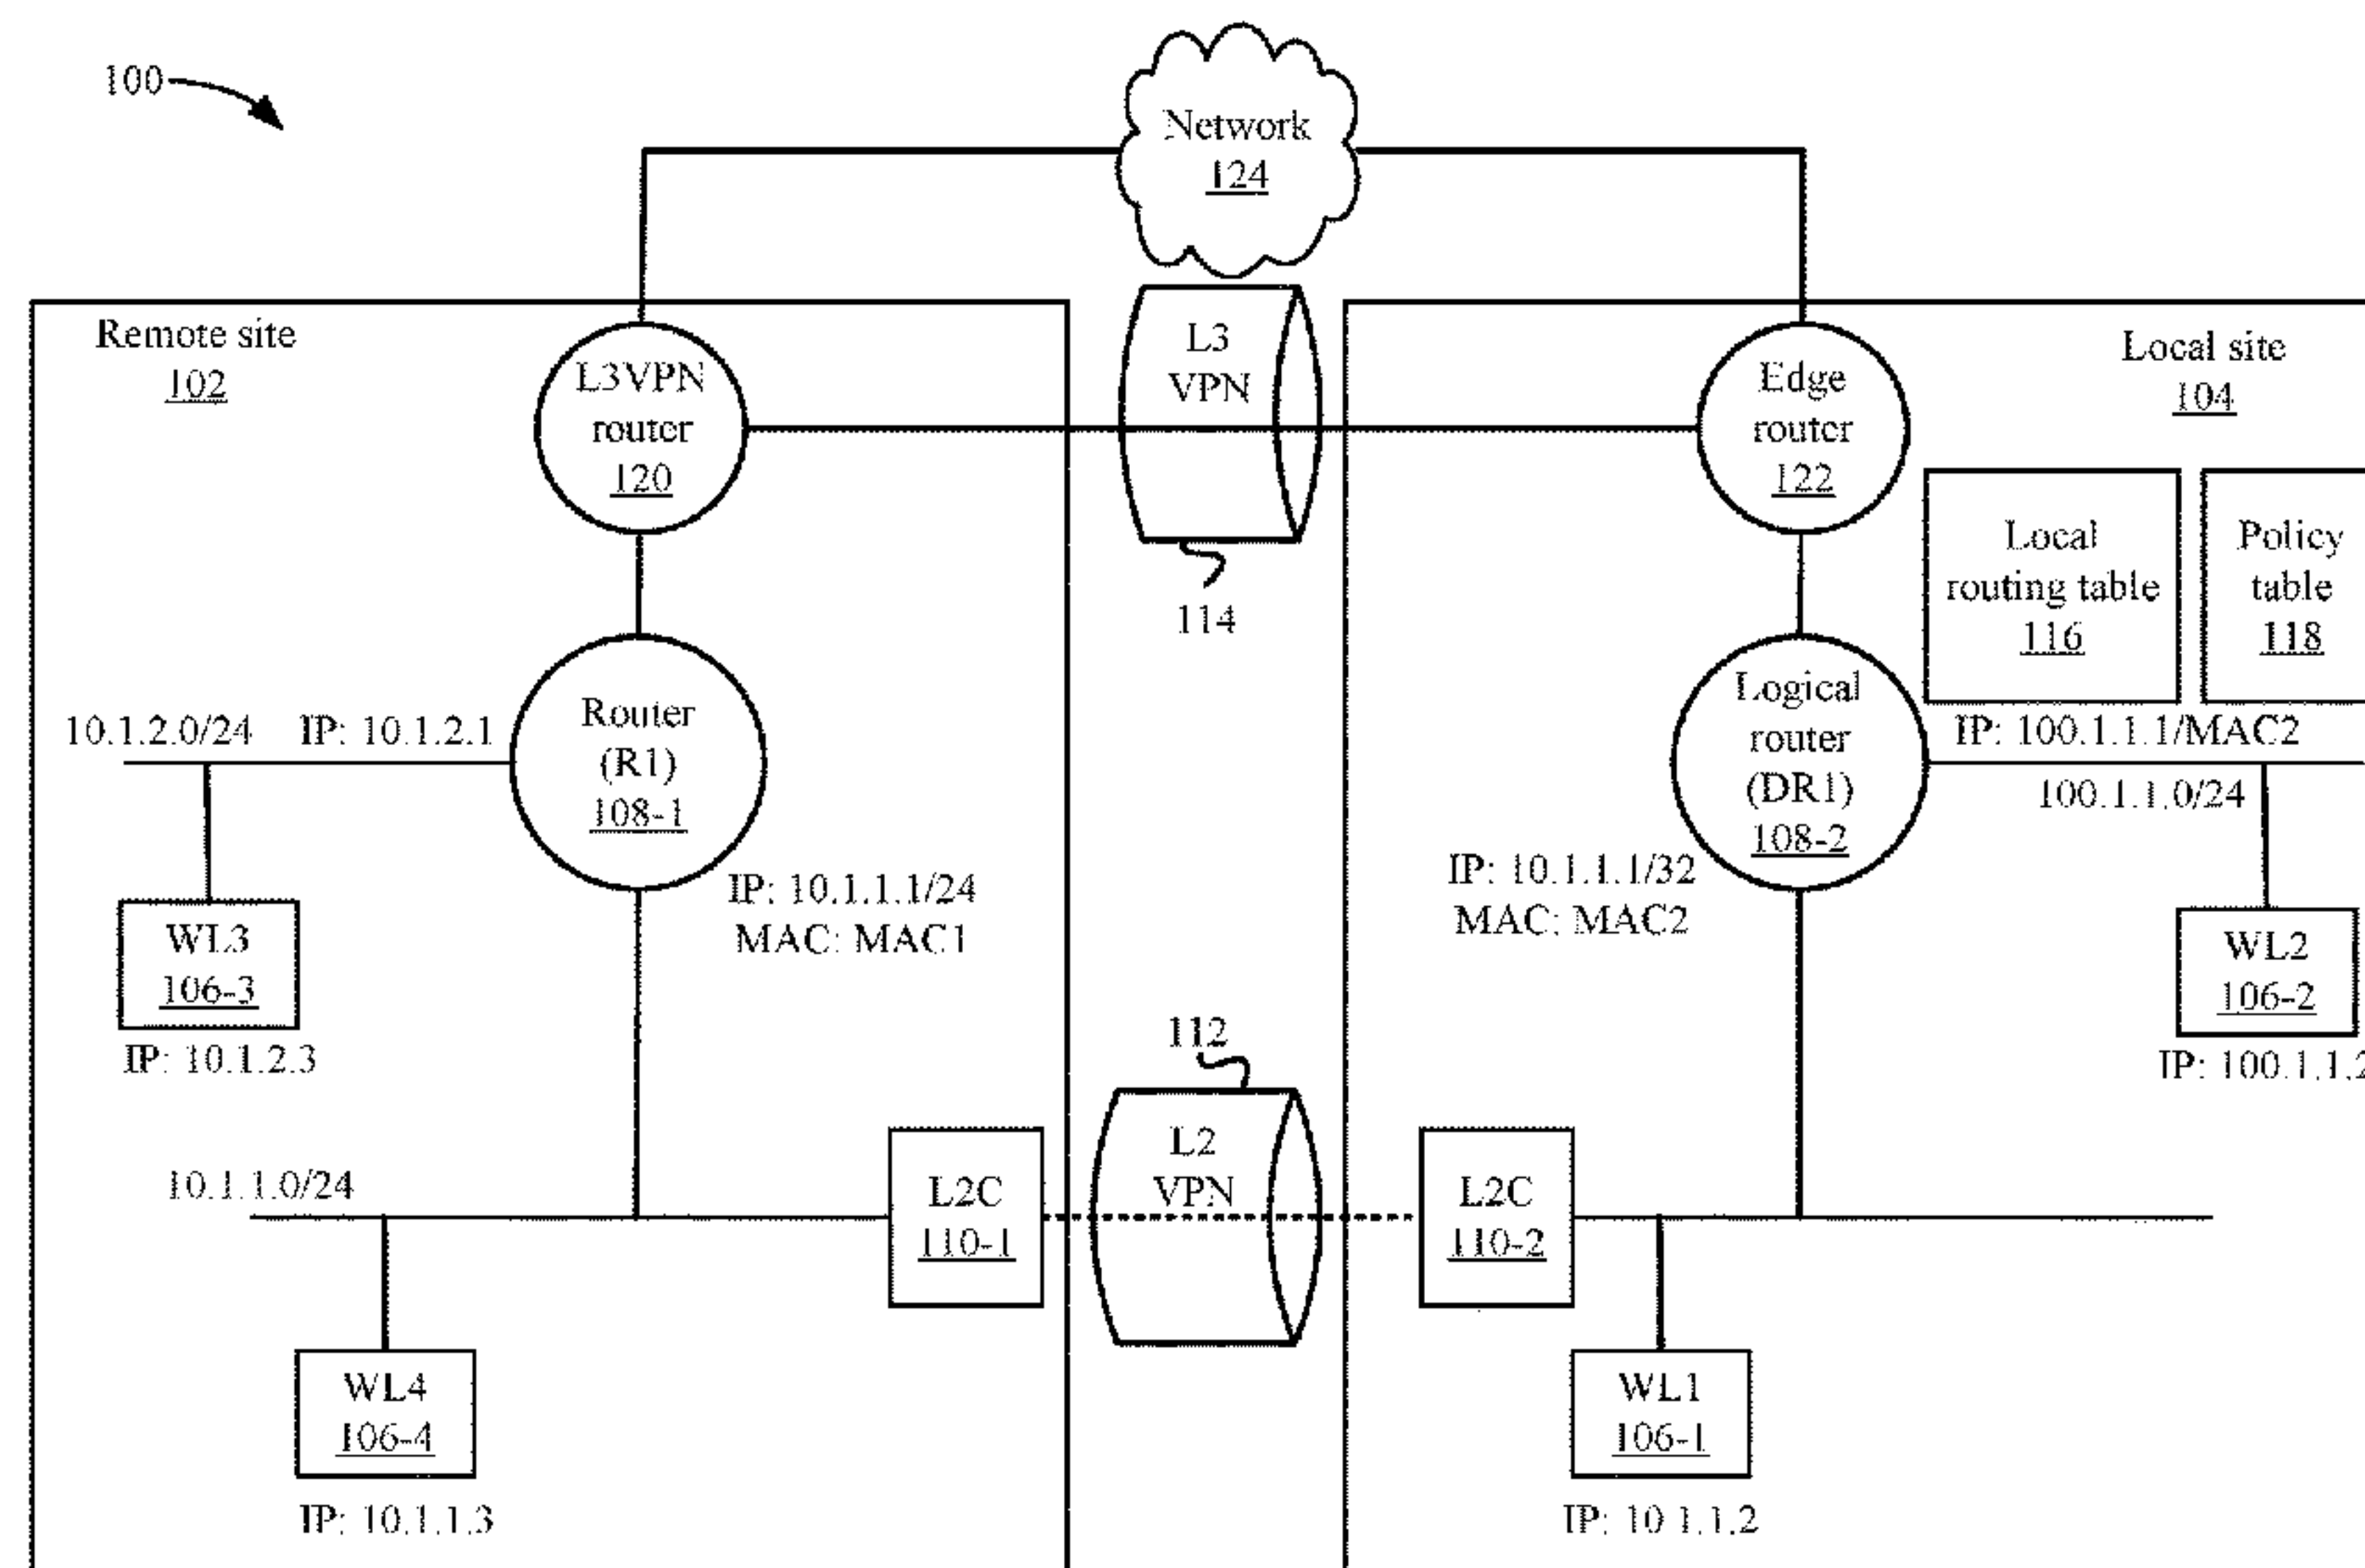 100
Network
124
Remote site
102
L3VPN
router
120
L3
VPN
114
Edge
router
122
Local site
104
Local
routing table
116
Policy
table
118
10.1.2.0/24
IP: 10.1.2.1
Router
(R1)
108-1
IP: 10.1.1.1/24
MAC: MAC1
Logical
router
(DR1)
108-2
IP: 100.1.1.1/MAC2
100.1.1.0/24
IP: 10.1.1.1/32
MAC: MAC2
WL3
106-3
IP: 10.1.2.3
WL2
106-2
IP: 100.1.1.2
112
L2
VPN
10.1.1.0/24
L2C
110-1
L2C
110-2
WL4
106-4
IP: 10.1.1.3
WL1
106-1
IP: 10 1.1.2